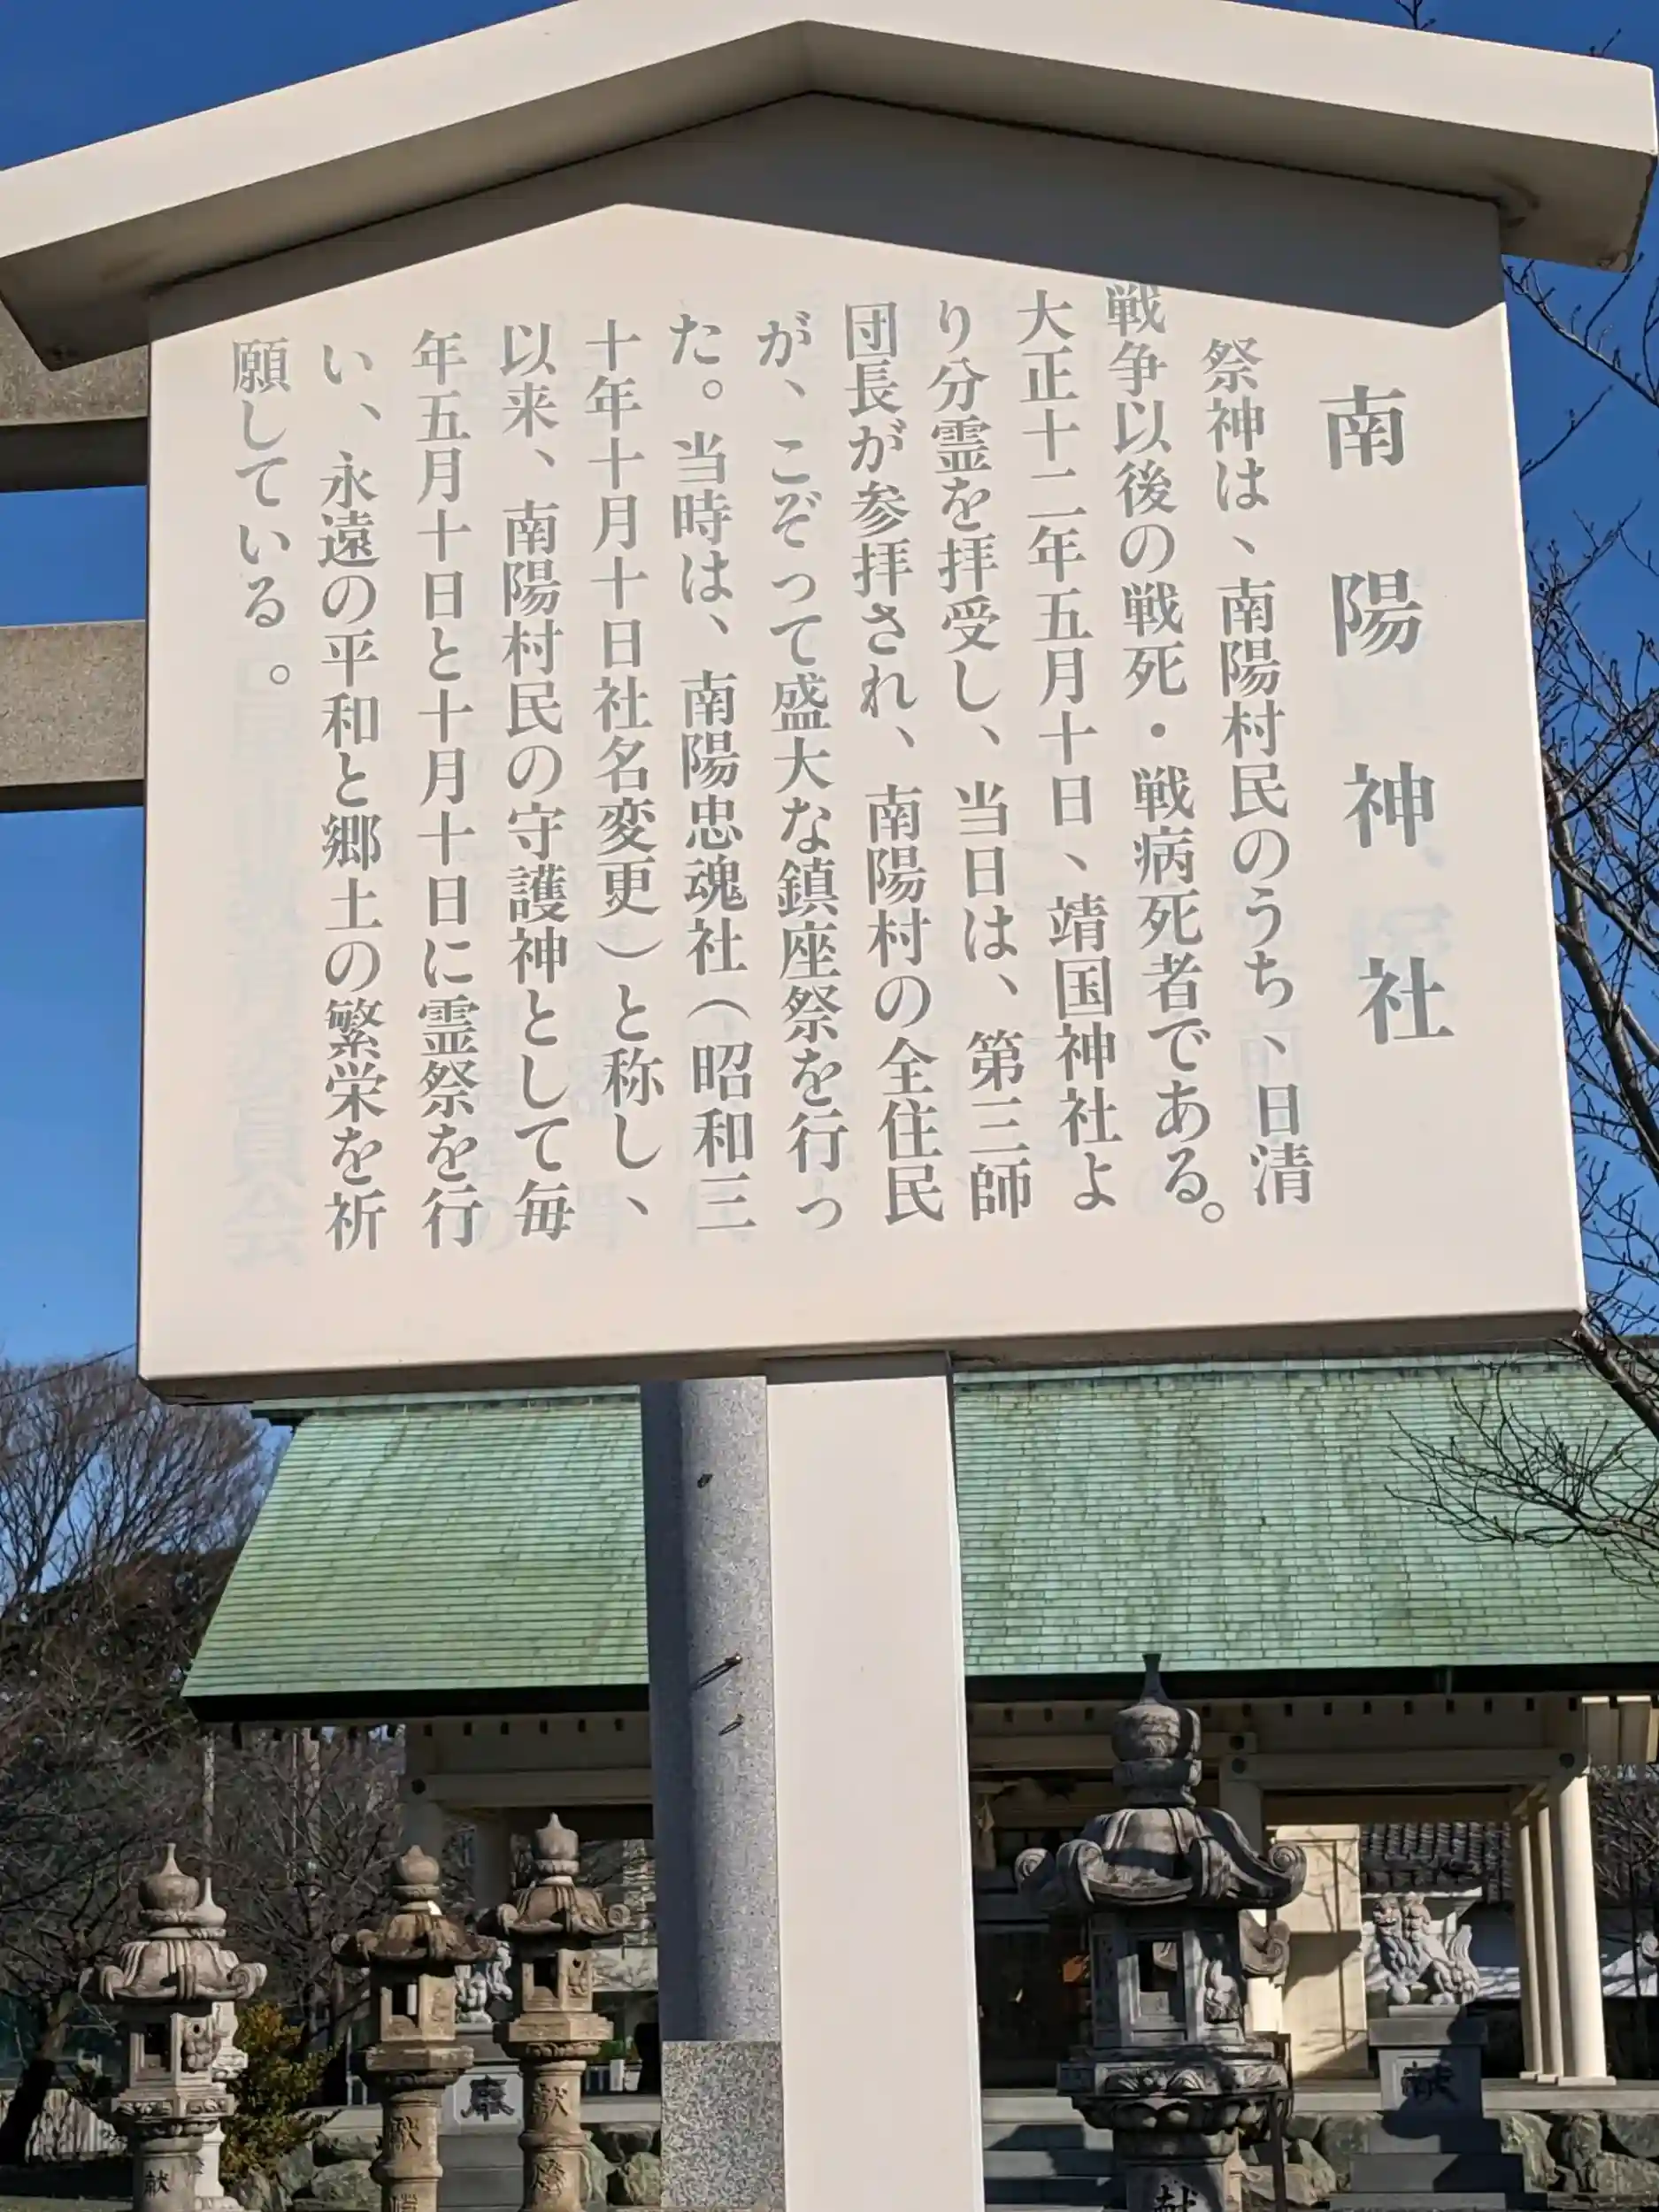 南陽神社
祭神は、南陽村民のうち、日清
戦争以後の戦死・戦病死者である。
大正十二年五月十日、靖国神社よ
り分霊を拝受し、当日は、第三師
団長が参拝され、南陽村の全住民
が、こぞって盛大な鎮座祭を行っ
た。当時は、南陽忠魂社(昭和三
十年十月十日社名変更)と称し、
以来、南陽村民の守護神として毎
年五月十日と十月十日に霊祭を行
い、永遠の平和と郷土の繁栄を祈
願している。
献
献
献
献
献